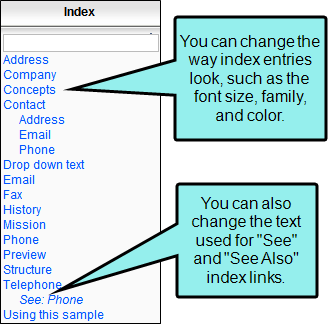 Index
Address
Company
Concepts
Contact
Address
Email
Phone
Drop down text
Email
Fax
History
Mission
Phone
Preview
Structure
Telephone
See: Phone
Using this sample
You can change the
way index entries
look, such as the
font size, family,
and color.
You can also
change the text
used for "See"
and "See Also"
index links.